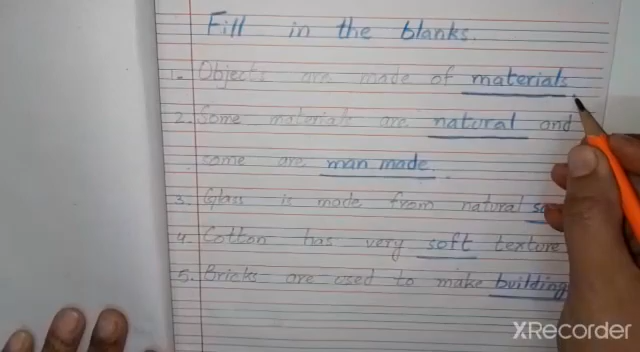 Fill in the blanks.
1. Objects are made of materials.
2. Some materials are natural and
some are man made.
3. Glass is made from natural
4. Cotton has very soft texture
5. Bricks are used to make building
XRecorder